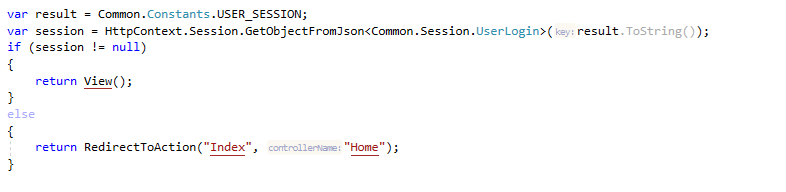 var result = Common.Constants.USER_SESSION;
var session = HttpContext.Session.GetObjectFromJson<Common.Session.UserLogin>(key:result.ToString());
if (session != null)
{
    return View();
}
else
{
    return RedirectToAction("Index", controllerName:"Home");
}